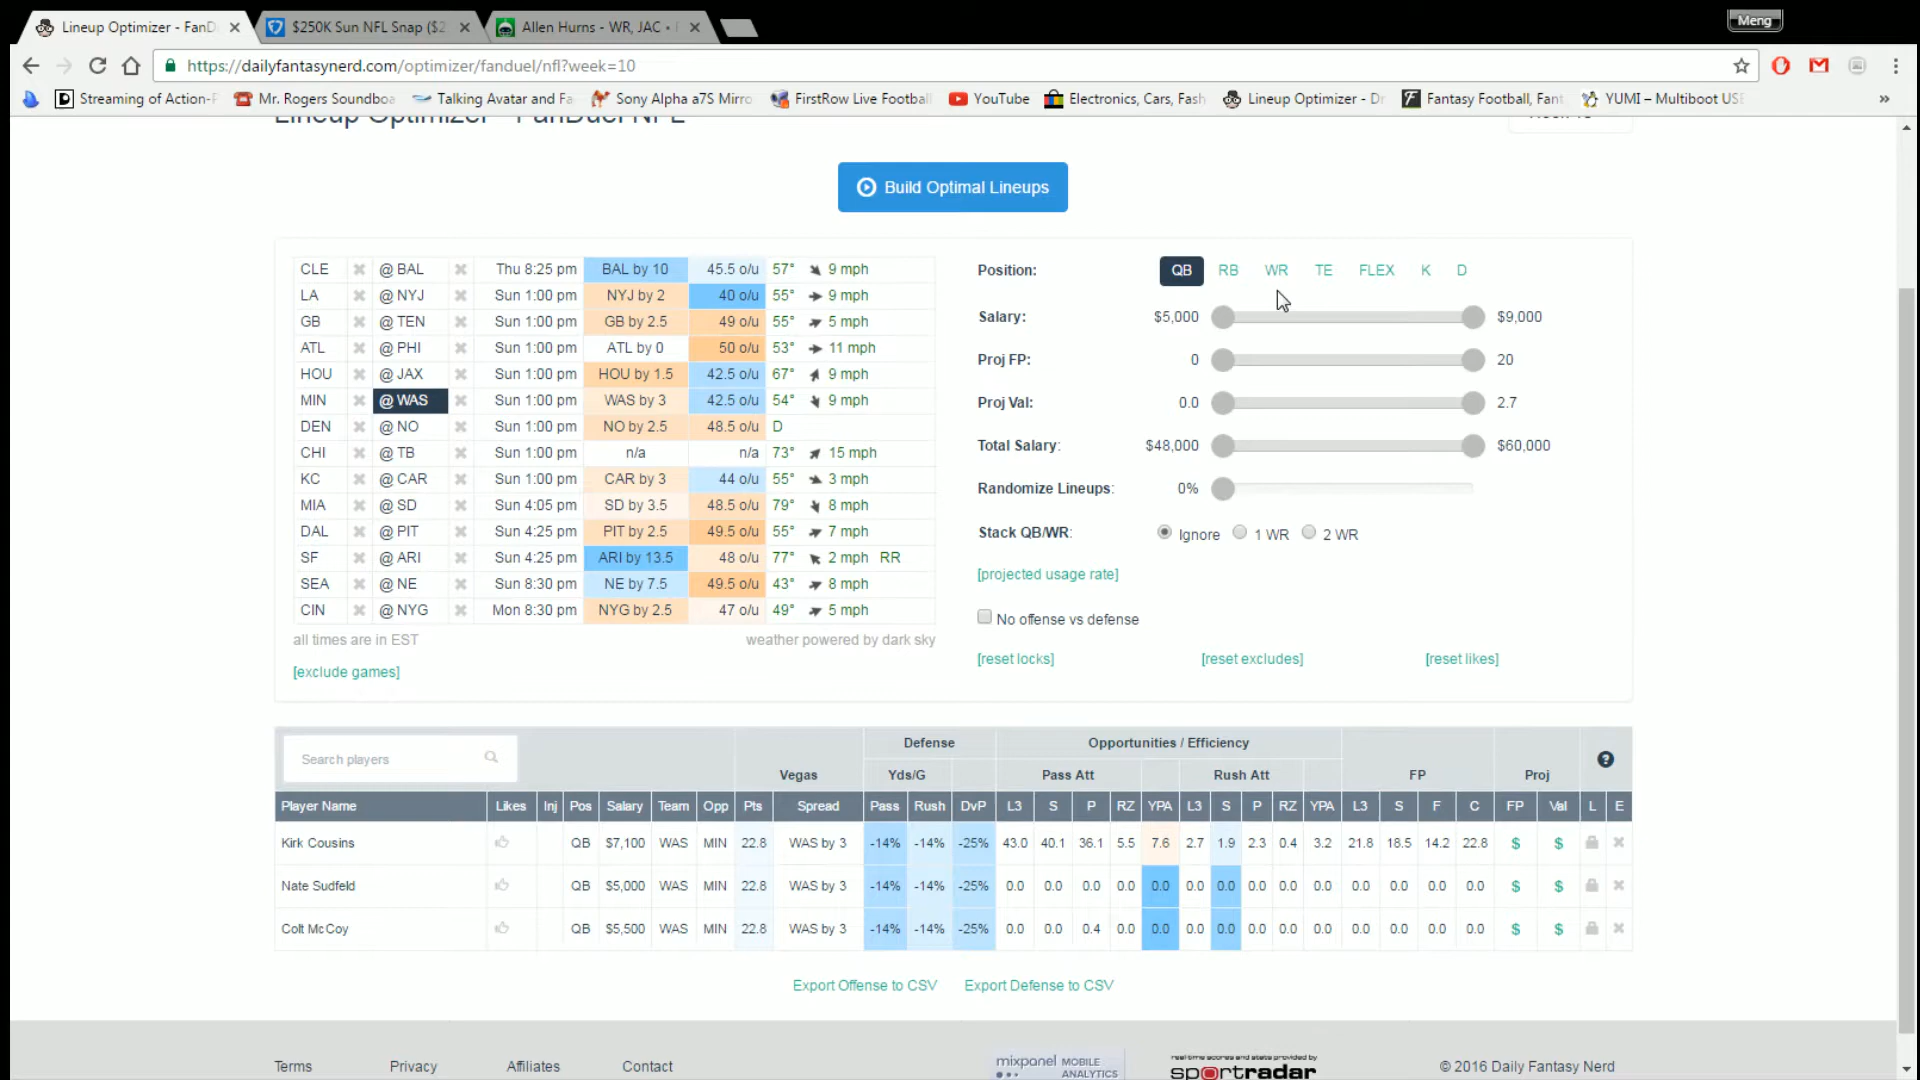 Lineup Optimizer - FanD
$250K Sun NFL Snap ($2
Allen Hurns - WR, JAC •
Meng
https://dailyfantasynerd.com/optimizer/fanduel/nfl?week=10
Streaming of Action-F
Mr. Rogers Soundboa
Talking Avatar and Fa
Sony Alpha a7S Mirro
FirstRow Live Football
YouTube
Electronics, Cars, Fash
Lineup Optimizer - Dr
Fantasy Football, Fant
YUMI – Multiboot USB
»
Lineup Optimizer - FanDuel NFL
Build Optimal Lineups
CLE @ BAL Thu 8:25 pm BAL by 10 45.5 o/u 57° 9 mph
LA @ NYJ Sun 1:00 pm NYJ by 2 40 o/u 55° 9 mph
GB @ TEN Sun 1:00 pm GB by 2.5 49 o/u 55° 5 mph
ATL @ PHI Sun 1:00 pm ATL by 0 50 o/u 53° 11 mph
HOU @ JAX Sun 1:00 pm HOU by 1.5 42.5 o/u 67° 9 mph
MIN @ WAS Sun 1:00 pm WAS by 3 42.5 o/u 54° 9 mph
DEN @ NO Sun 1:00 pm NO by 2.5 48.5 o/u D
CHI @ TB Sun 1:00 pm n/a n/a 73° 15 mph
KC @ CAR Sun 1:00 pm CAR by 3 44 o/u 55° 3 mph
MIA @ SD Sun 4:05 pm SD by 3.5 48.5 o/u 79° 8 mph
DAL @ PIT Sun 4:25 pm PIT by 2.5 49.5 o/u 55° 7 mph
SF @ ARI Sun 4:25 pm ARI by 13.5 48 o/u 77° 2 mph RR
SEA @ NE Sun 8:30 pm NE by 7.5 49.5 o/u 43° 8 mph
CIN @ NYG Mon 8:30 pm NYG by 2.5 47 o/u 49° 5 mph
all times are in EST
weather powered by dark sky
[exclude games]
Position: QB RB WR TE FLEX K D
Salary: $5,000 $9,000
Proj FP: 0 20
Proj Val: 0.0 2.7
Total Salary: $48,000 $60,000
Randomize Lineups: 0%
Stack QB/WR: Ignore 1 WR 2 WR
[projected usage rate]
No offense vs defense
[reset locks] [reset excludes] [reset likes]
Search players
Defense Opportunities / Efficiency
Vegas Yds/G Pass Att Rush Att FP Proj ?
Player Name Likes Inj Pos Salary Team Opp Pts Spread Pass Rush DvP L3 S P RZ YPA L3 S P RZ YPA L3 S F C FP Val L E
Kirk Cousins QB $7,100 WAS MIN 22.8 WAS by 3 -14% -14% -25% 43.0 40.1 36.1 5.5 7.6 2.7 1.9 2.3 0.4 3.2 21.8 18.5 14.2 22.8 $ $
Nate Sudfeld QB $5,000 WAS MIN 22.8 WAS by 3 -14% -14% -25% 0.0 0.0 0.0 0.0 0.0 0.0 0.0 0.0 0.0 0.0 0.0 0.0 0.0 0.0 $ $
Colt McCoy QB $5,500 WAS MIN 22.8 WAS by 3 -14% -14% -25% 0.0 0.0 0.4 0.0 0.0 0.0 0.0 0.0 0.0 0.0 0.0 0.0 0.0 0.0 $ $
Export Offense to CSV Export Defense to CSV
Terms Privacy Affiliates Contact
mixpanel MOBILE ANALYTICS
real time scores and stats provided by
sportradar
© 2016 Daily Fantasy Nerd